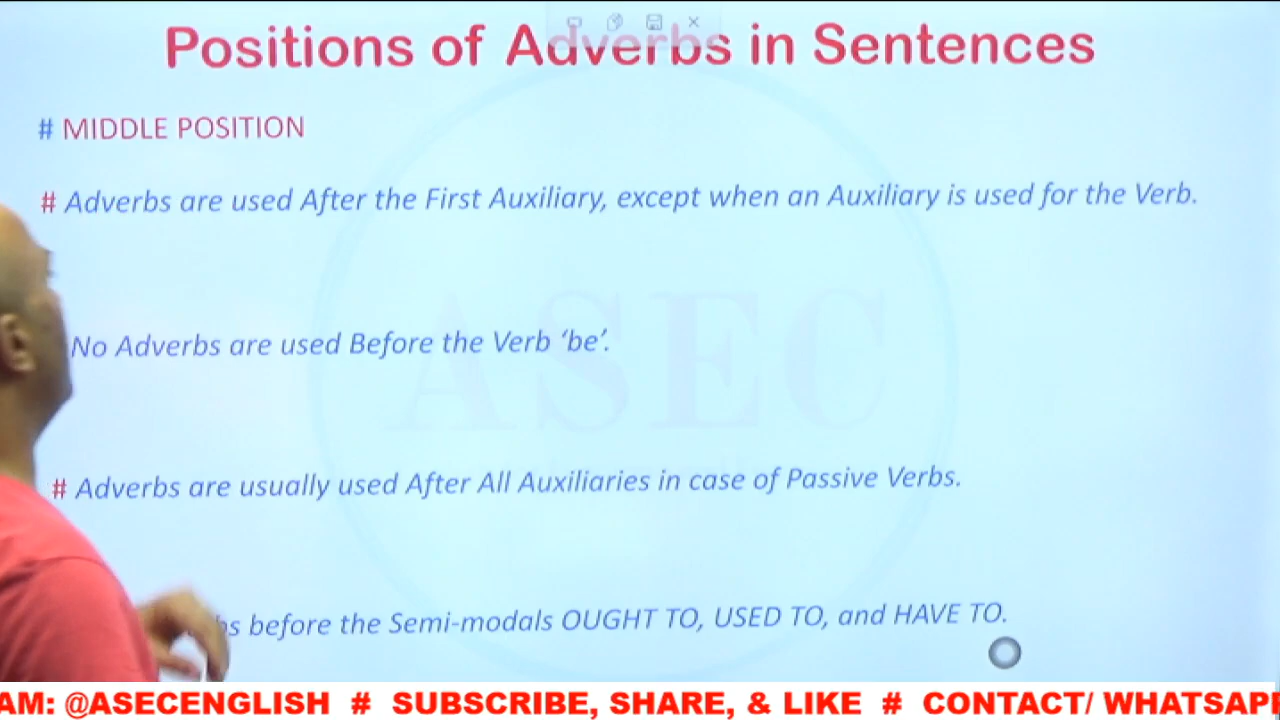 Positions of Adverbs in Sentences
# MIDDLE POSITION
# Adverbs are used After the First Auxiliary, except when an Auxiliary is used for the Verb.
No Adverbs are used Before the Verb ‘be’.
ASEC
# Adverbs are usually used After All Auxiliaries in case of Passive Verbs.
before the Semi-modals OUGHT TO, USED TO, and HAVE TO.
AM: @ASECENGLISH # SUBSCRIBE, SHARE, & LIKE # CONTACT/ WHATSAPP